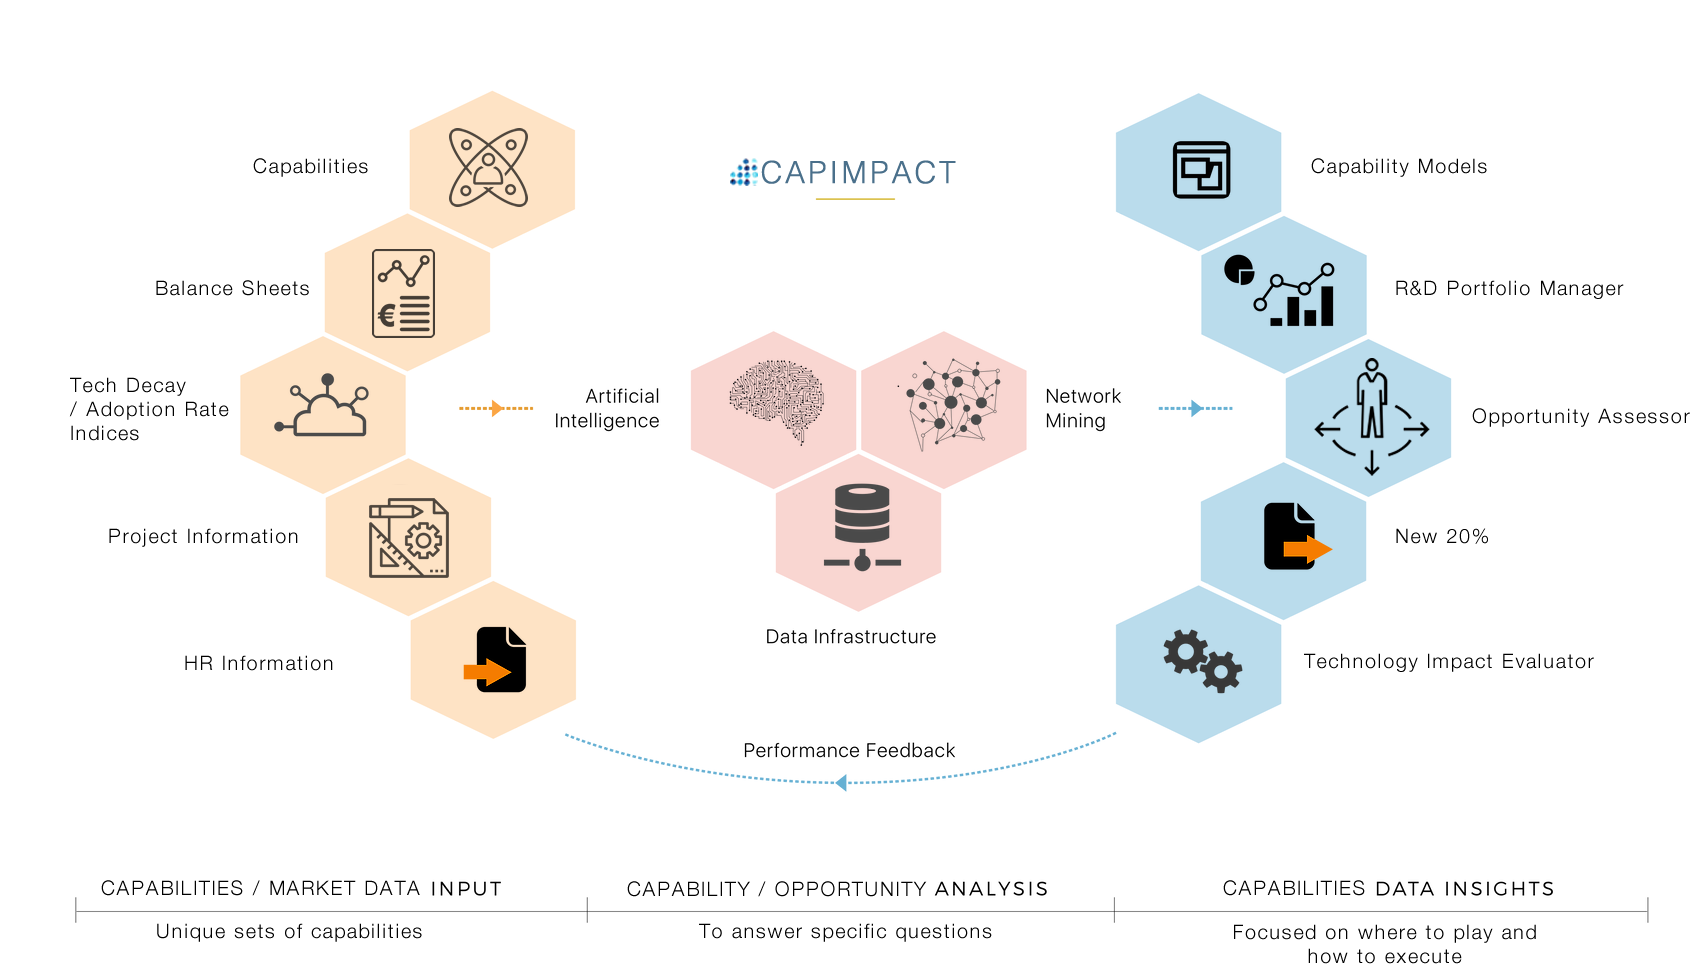 CAPIMPACT
Capabilities
Balance Sheets
Tech Decay
/ Adoption Rate
Indices
Project Information
HR Information
€
Artificial
Intelligence
Network
Mining
Data Infrastructure
Capability Models
R&D Portfolio Manager
Opportunity Assessor
New 20%
Technology Impact Evaluator
Performance Feedback
CAPABILITIES / MARKET DATA INPUT
Unique sets of capabilities
CAPABILITY / OPPORTUNITY ANALYSIS
To answer specific questions
CAPABILITIES DATA INSIGHTS
Focused on where to play and
how to execute